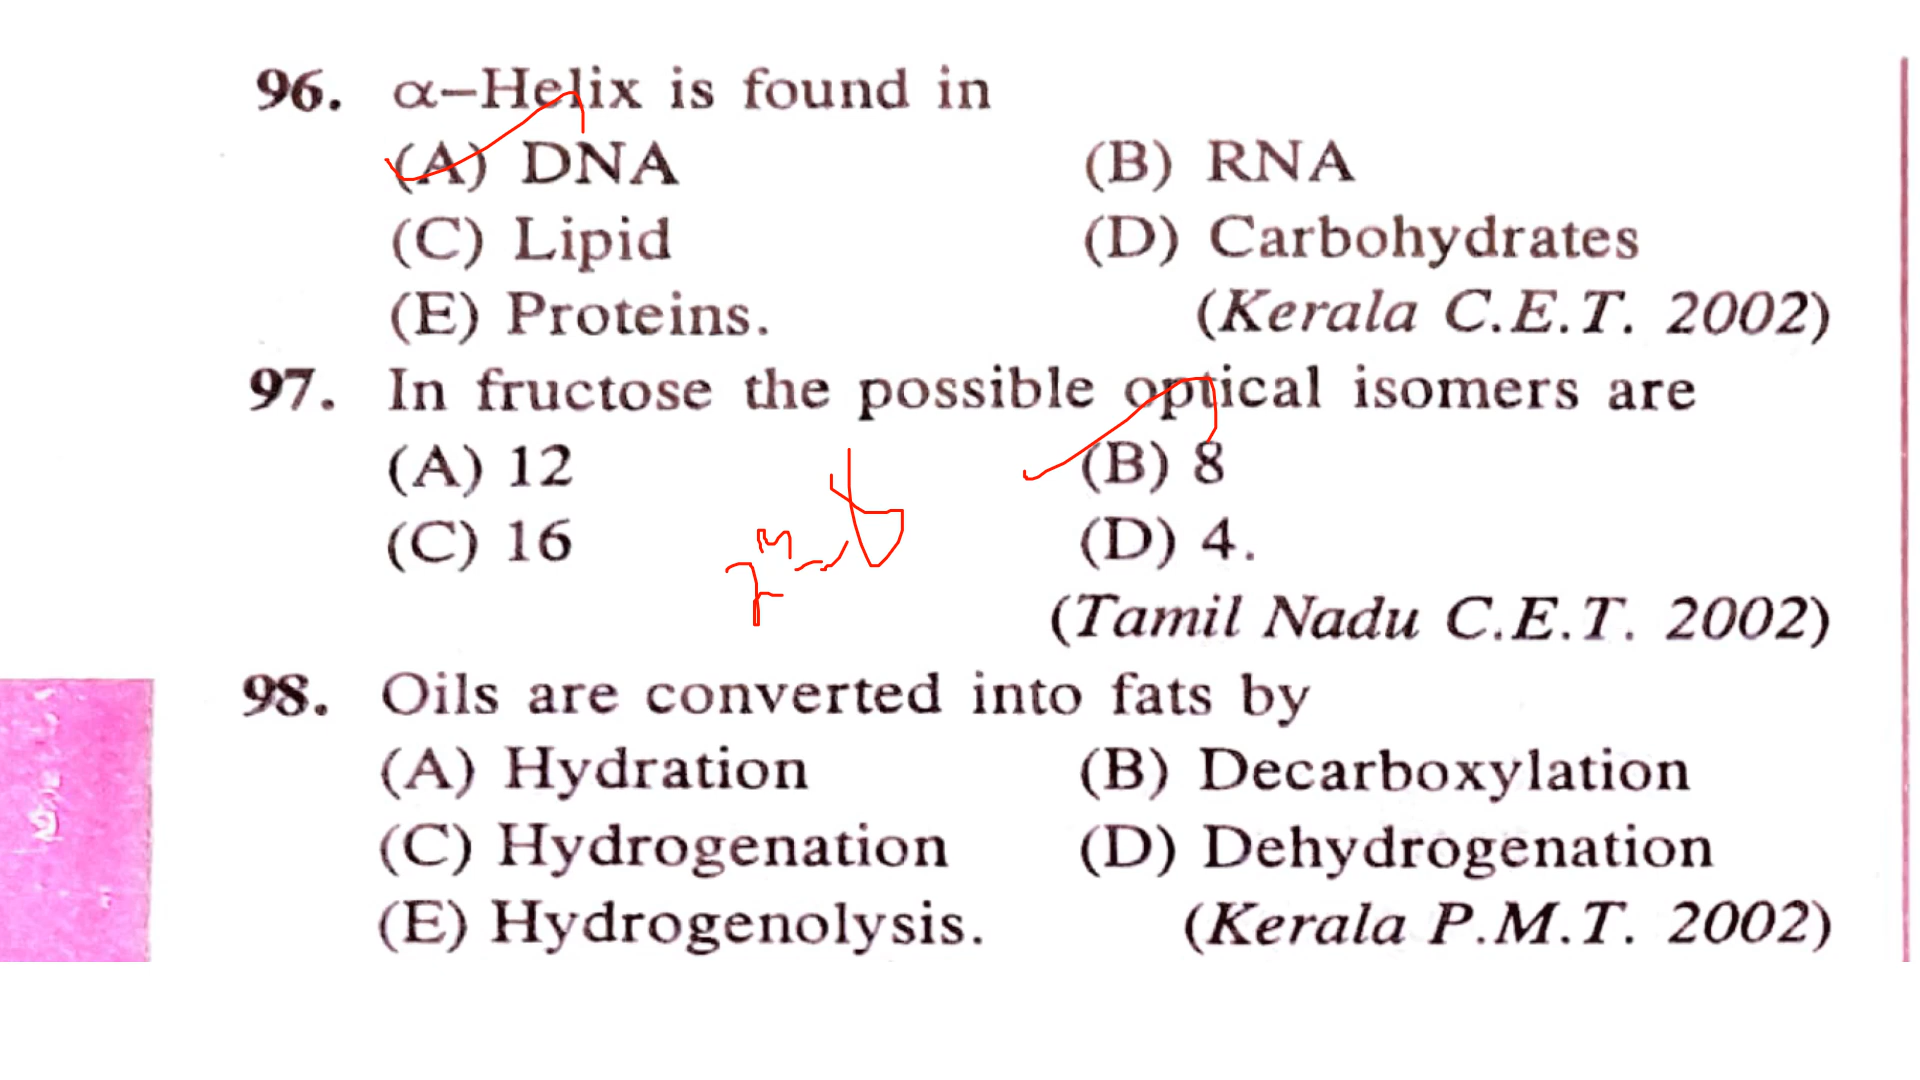 96. α–Helix is found in
(A) DNA (B) RNA
(C) Lipid (D) Carbohydrates
(E) Proteins. (Kerala C.E.T. 2002)
97. In fructose the possible optical isomers are
(A) 12 (B) 8
(C) 16 (D) 4.
(Tamil Nadu C.E.T. 2002)
98. Oils are converted into fats by
(A) Hydration (B) Decarboxylation
(C) Hydrogenation (D) Dehydrogenation
(E) Hydrogenolysis. (Kerala P.M.T. 2002)